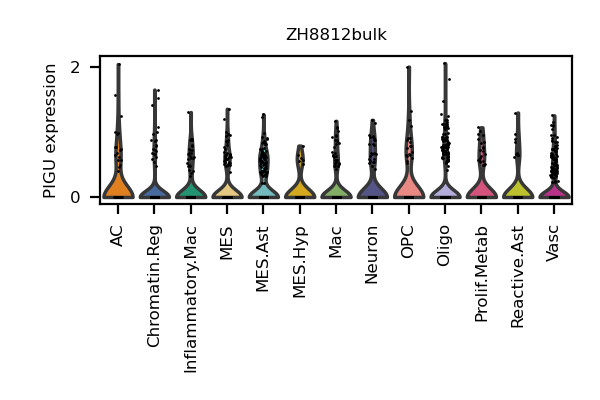 ZH8812bulk
PIGU expression
2
0
AC
Chromatin.Reg
Inflammatory.Mac
MES
MES.Ast
MES.Hyp
Mac
Neuron
OPC
Oligo
Prolif.Metab
Reactive.Ast
Vasc